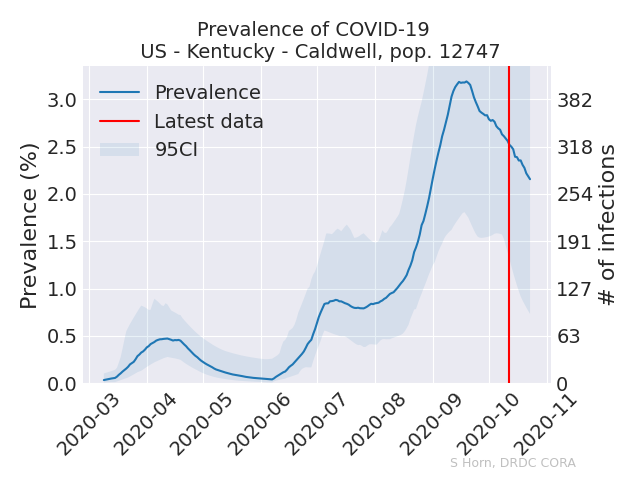 Prevalence of COVID-19
US - Kentucky - Caldwell, pop. 12747
Prevalence
Latest data
95CI
Prevalence (%)
3.0
2.5
2.0
1.5
1.0
0.5
0.0
382
318
254
191
127
63
0
# of infections
2020-03
2020-04
2020-05
2020-06
2020-07
2020-08
2020-09
2020-10
2020-11
S Horn, DRDC CORA